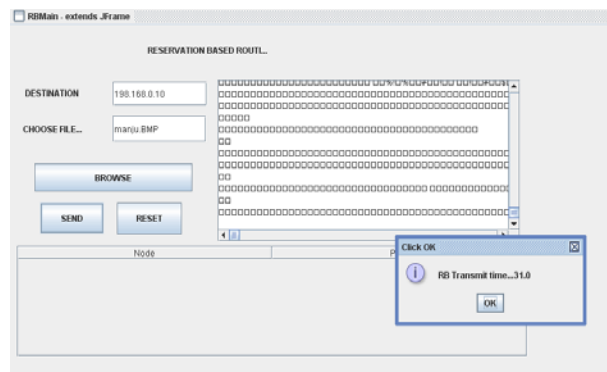 RBMain - extends JFrame
RESERVATION BASED ROUTI...
DESTINATION
198.168.0.10
CHOOSE FILE...
manju.BMP
BROWSE
SEND
RESET
Node
Click OK
RB Transmit time...31.0
OK